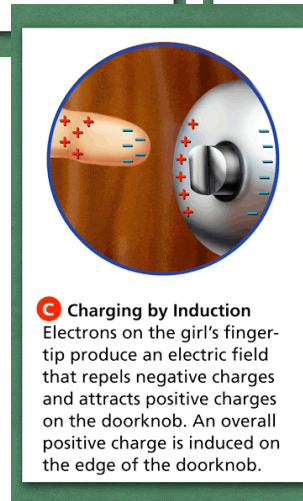 C Charging by Induction
Electrons on the girl's finger-
tip produce an electric field
that repels negative charges
and attracts positive charges
on the doorknob. An overall
positive charge is induced on
the edge of the doorknob.